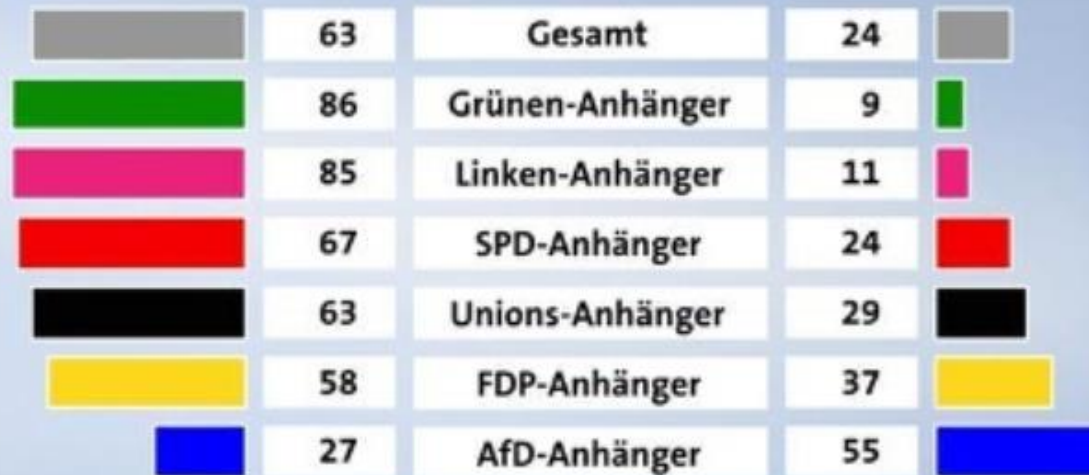 63 Gesamt 24
86 Grünen-Anhänger 9
85 Linken-Anhänger 11
67 SPD-Anhänger 24
63 Unions-Anhänger 29
58 FDP-Anhänger 37
27 AfD-Anhänger 55